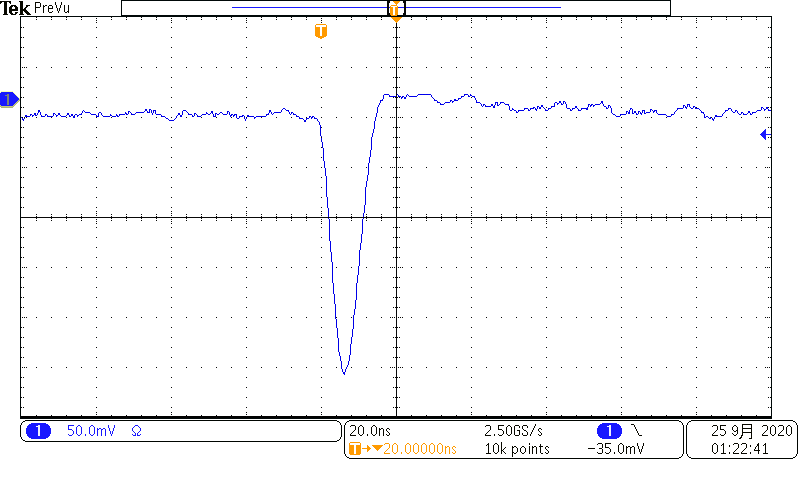 Tek PreVu
T
T
1
1 50.0mV Ω
20.0ns 2.50GS/s 1
T→▼20.00000ns 10k points −35.0mV
25 9月 2020
01:22:41